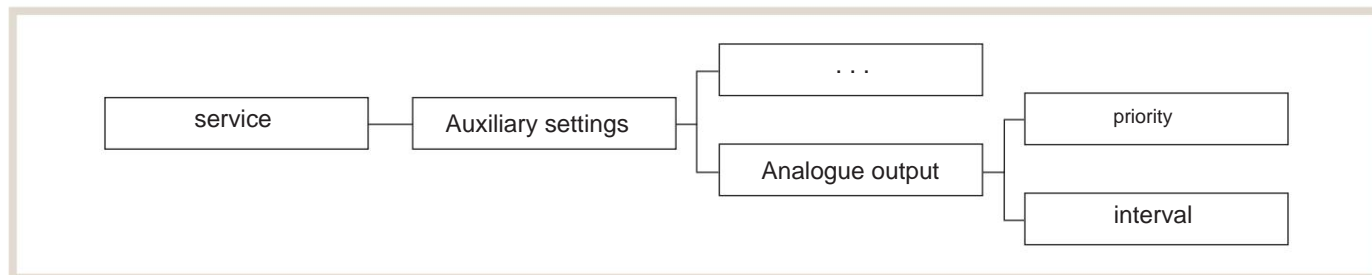 . . .
service
Auxiliary settings
priority
Analogue output
interval